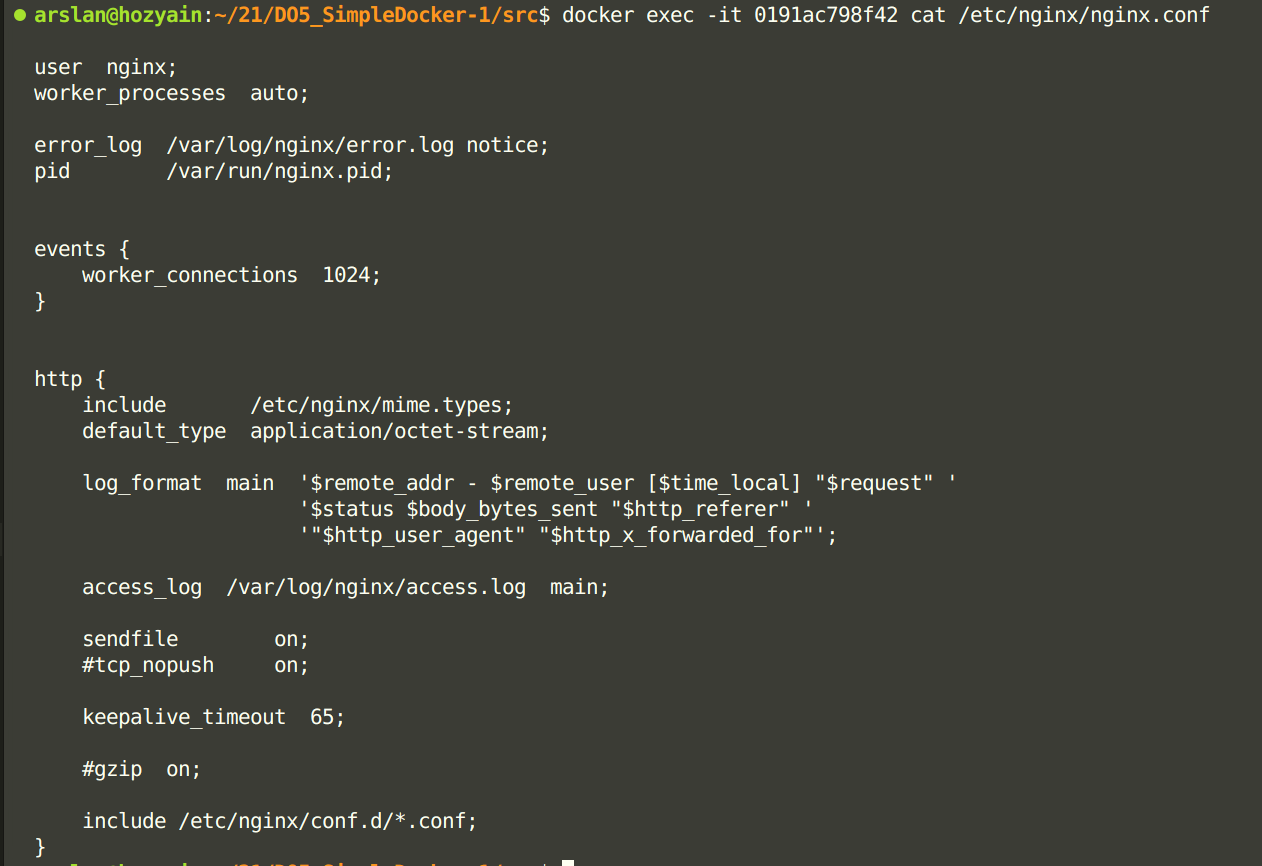 arslan@hozyain:~/21/DO5_SimpleDocker-1/src$ docker exec -it 0191ac798f42 cat /etc/nginx/nginx.conf
user  nginx;
worker_processes  auto;
error_log  /var/log/nginx/error.log notice;
pid        /var/run/nginx.pid;
events {
    worker_connections  1024;
}
http {
    include       /etc/nginx/mime.types;
    default_type  application/octet-stream;
    log_format  main  '$remote_addr - $remote_user [$time_local] "$request" '
                      '$status $body_bytes_sent "$http_referer" '
                      '"$http_user_agent" "$http_x_forwarded_for"';
    access_log  /var/log/nginx/access.log  main;
    sendfile        on;
    #tcp_nopush     on;
    keepalive_timeout  65;
    #gzip  on;
    include /etc/nginx/conf.d/*.conf;
}